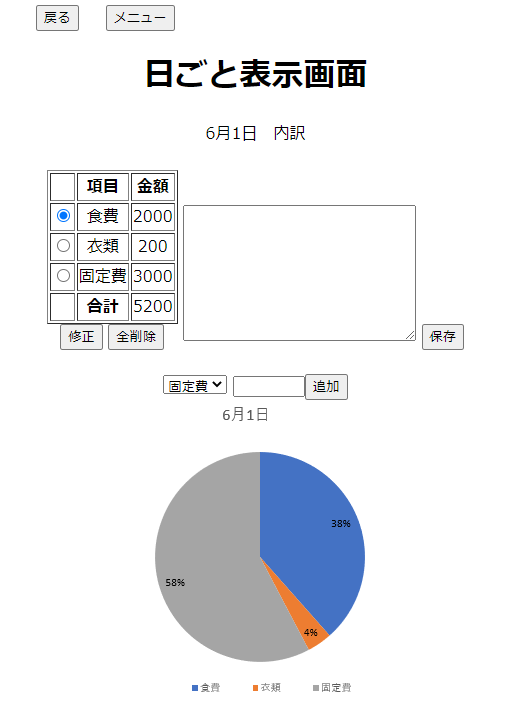 戻る メニュー
日ごと表示画面
6月1日　内訳
項目 金額
食費 2000
衣類 200
固定費 3000
合計 5200
修正 全削除 保存
固定費 追加
6月1日
38%
58%
4%
食費 衣類 固定費